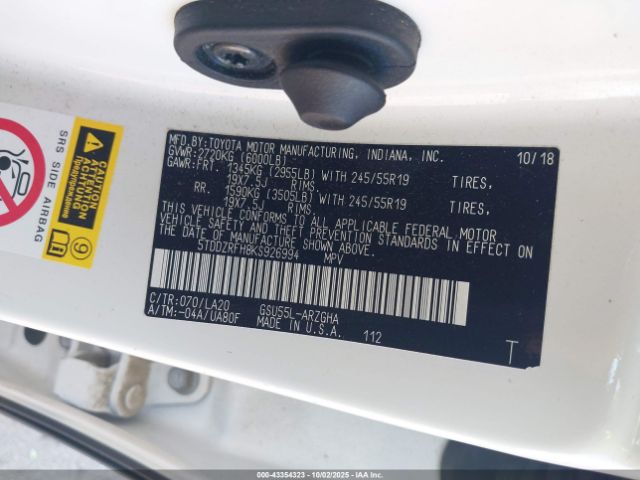 MFD.BY:TOYOTA MOTOR MANUFACTURING, INDIANA, INC. 10/18
GVWR:2720KG (6000LB)
GAWR:FRT. 1345KG (2955LB) WITH 245/55R19 TIRES,
19X7.5J RIMS.
RR. 1590KG (3505LB) WITH 245/55R19 TIRES,
19X7.5J RIMS.
THIS VEHICLE CONFORMS TO ALL APPLICABLE FEDERAL MOTOR
VEHICLE SAFETY AND THEFT PREVENTION STANDARDS IN EFFECT ON
THE DATE OF MANUFACTURE SHOWN ABOVE.
5TDDZRFH8KS926994 MPV
C/TR:070/LA20 GSU55L-ARZGHA
A/TM:-04A/UA80F MADE IN U.S.A. 112 T
SRS SIDE AIRBAG
000-43354323 - 10/02/2025 - IAA.COM